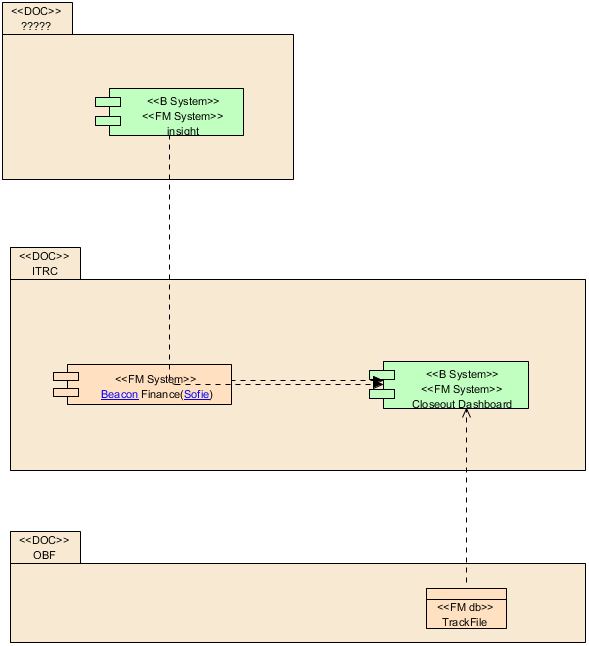 <<DOC>>
?????
<<B System>>
<<FM System>>
insight
<<DOC>>
ITRC
<<FM System>>
Beacon Finance(Sofie)
<<B System>>
<<FM System>>
Closeout Dashboard
<<DOC>>
OBF
<<FM db>>
TrackFile